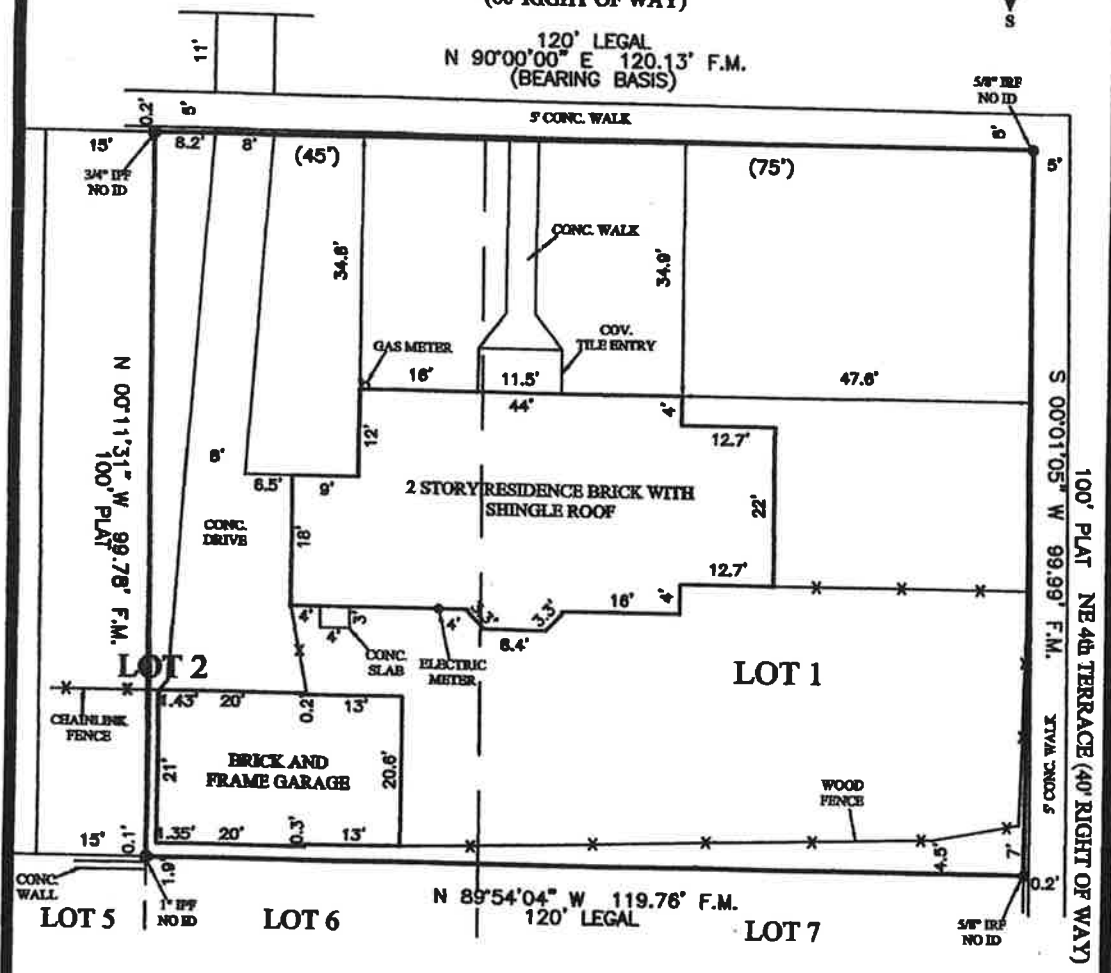 S
120' LEGAL
N 90°00'00" E 120.13' F.M.
(BEARING BASIS)
11'
5/8" IRF
NO ID
0.2'
5'
5' CONC. WALK
5'
15'
8.2'
8'
(45')
(75')
5'
3/4" IPF
NO ID
CONC. WALK
34.8'
34.9'
COV.
TILE ENTRY
GAS METER
16'
11.5'
47.6'
44'
4'
12'
12.7'
N 00°11'31" W 99.78' F.M.
100' PLAT
S 00°01'05" W 99.99' F.M.
100' PLAT NE 4th TERRACE (40' RIGHT OF WAY)
8'
6.5'
9'
2 STORY RESIDENCE BRICK WITH
SHINGLE ROOF
22'
CONC.
DRIVE
18'
12.7'
4'
4'
3'
4'
4'
3.3'
6.4'
3.3'
16'
CONC.
SLAB
ELECTRIC
METER
LOT 2
LOT 1
1.43'
20'
0.2'
13'
CHAINLINK
FENCE
BRICK AND
FRAME GARAGE
21'
20.6'
5' CONC. WALK
WOOD
FENCE
15'
0.1'
1.35'
20'
0.3'
13'
4.5'
7'
CONC.
WALL
1.9'
0.2'
1" IPF
NO ID
N 89°54'04" W 119.76' F.M.
120' LEGAL
LOT 5
LOT 6
LOT 7
5/8" IRF
NO ID